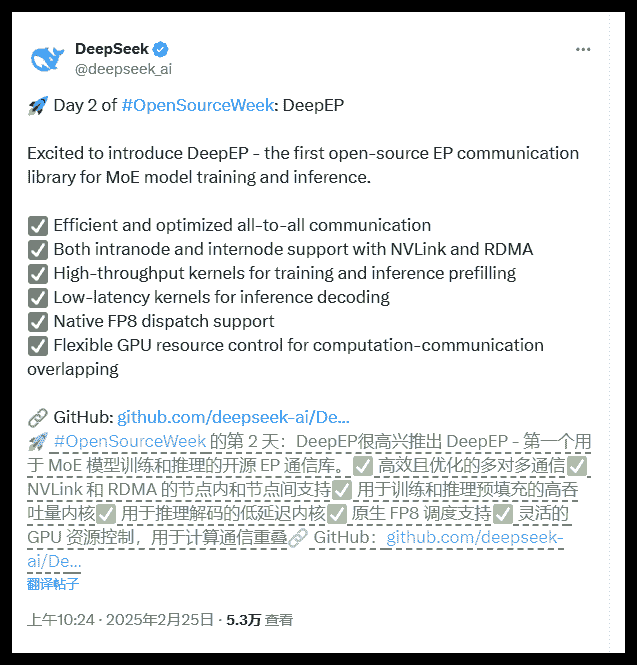 DeepSeek
@deepseek_ai
🚀 Day 2 of #OpenSourceWeek: DeepEP
Excited to introduce DeepEP - the first open-source EP communication
library for MoE model training and inference.
✅ Efficient and optimized all-to-all communication
✅ Both intranode and internode support with NVLink and RDMA
✅ High-throughput kernels for training and inference prefilling
✅ Low-latency kernels for inference decoding
✅ Native FP8 dispatch support
✅ Flexible GPU resource control for computation-communication
overlapping
🔗 GitHub: github.com/deepseek-ai/De...
🚀 #OpenSourceWeek 的第 2 天：DeepEP很高兴推出 DeepEP - 第一个用
于 MoE 模型训练和推理的开源 EP 通信库。✅ 高效且优化的多对多通信✅
NVLink 和 RDMA 的节点内和节点间支持✅ 用于训练和推理预填充的高吞
吐量内核✅ 用于推理解码的低延迟内核✅ 原生 FP8 调度支持✅ 灵活的
GPU 资源控制，用于计算通信重叠🔗 GitHub：github.com/deepseek-
ai/De...
翻译帖子
上午10:24 · 2025年2月25日 · 5.3万 查看